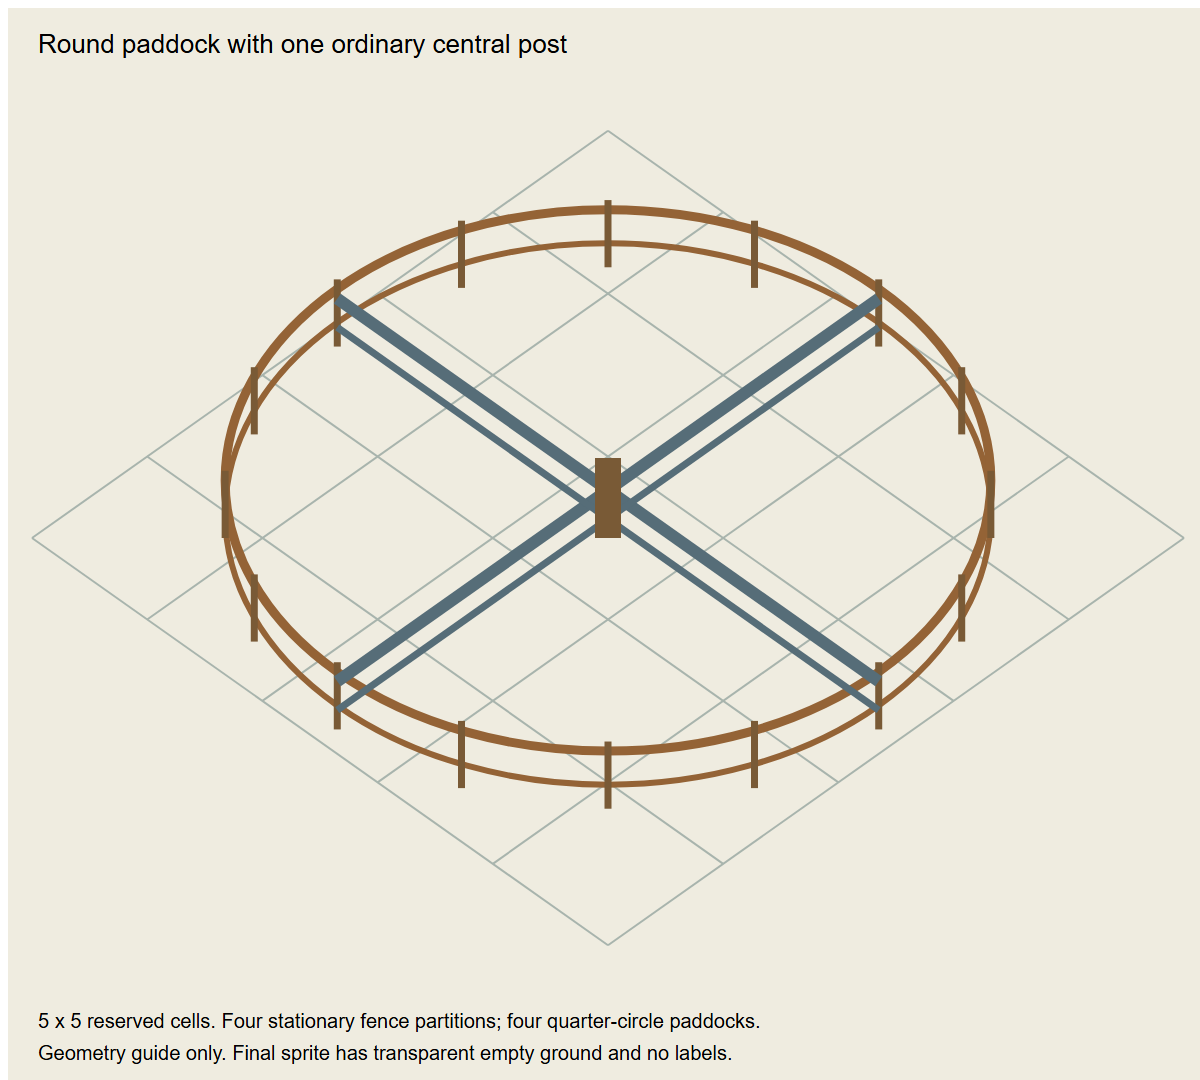 Round paddock with one ordinary central post
5 x 5 reserved cells. Four stationary fence partitions; four quarter-circle paddocks.
Geometry guide only. Final sprite has transparent empty ground and no labels.